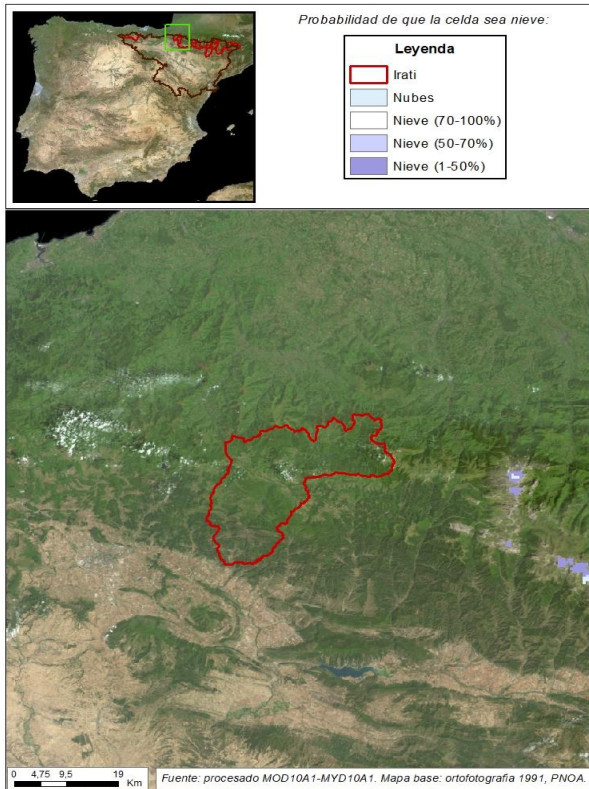 Probabilidad de que la celda sea nieve:
Leyenda
Irati
Nubes
Nieve (70-100%)
Nieve (50-70%)
Nieve (1-50%)
0 4,75 9,5 19
Km
Fuente: procesado MOD10A1-MYD10A1. Mapa base: ortofotografia 1991, PNOA.